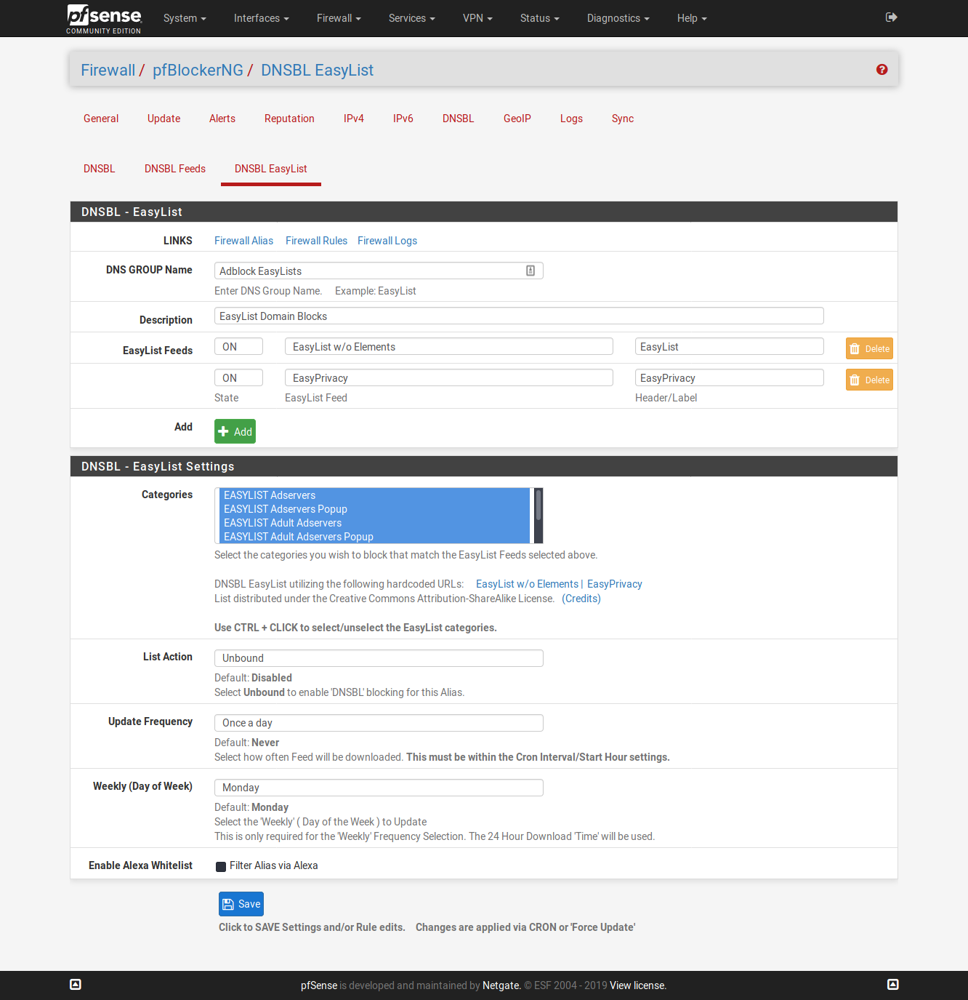 pfsense
COMMUNITY EDITION
System Interfaces Firewall Services VPN Status Diagnostics Help
Firewall / pfBlockerNG / DNSBL EasyList
General Update Alerts Reputation IPv4 IPv6 DNSBL GeoIP Logs Sync
DNSBL DNSBL Feeds DNSBL EasyList
DNSBL - EasyList
LINKS Firewall Alias Firewall Rules Firewall Logs
DNS GROUP Name Adblock EasyLists
Enter DNS Group Name. Example: EasyList
Description EasyList Domain Blocks
EasyList Feeds ON EasyList w/o Elements EasyList Delete
ON EasyPrivacy EasyPrivacy Delete
State EasyList Feed Header/Label
Add Add
DNSBL - EasyList Settings
Categories EASYLIST Adservers
EASYLIST Adservers Popup
EASYLIST Adult Adservers
EASYLIST Adult Adservers Popup
Select the categories you wish to block that match the EasyList Feeds selected above.
DNSBL EasyList utilizing the following hardcoded URLs: EasyList w/o Elements | EasyPrivacy
List distributed under the Creative Commons Attribution-ShareAlike License. (Credits)
Use CTRL + CLICK to select/unselect the EasyList categories.
List Action Unbound
Default: Disabled
Select Unbound to enable 'DNSBL' blocking for this Alias.
Update Frequency Once a day
Default: Never
Select how often Feed will be downloaded. This must be within the Cron Interval/Start Hour settings.
Weekly (Day of Week) Monday
Default: Monday
Select the 'Weekly' ( Day of the Week ) to Update
This is only required for the 'Weekly' Frequency Selection. The 24 Hour Download 'Time' will be used.
Enable Alexa Whitelist Filter Alias via Alexa
Save
Click to SAVE Settings and/or Rule edits. Changes are applied via CRON or 'Force Update'
pfSense is developed and maintained by Netgate. © ESF 2004 - 2019 View license.